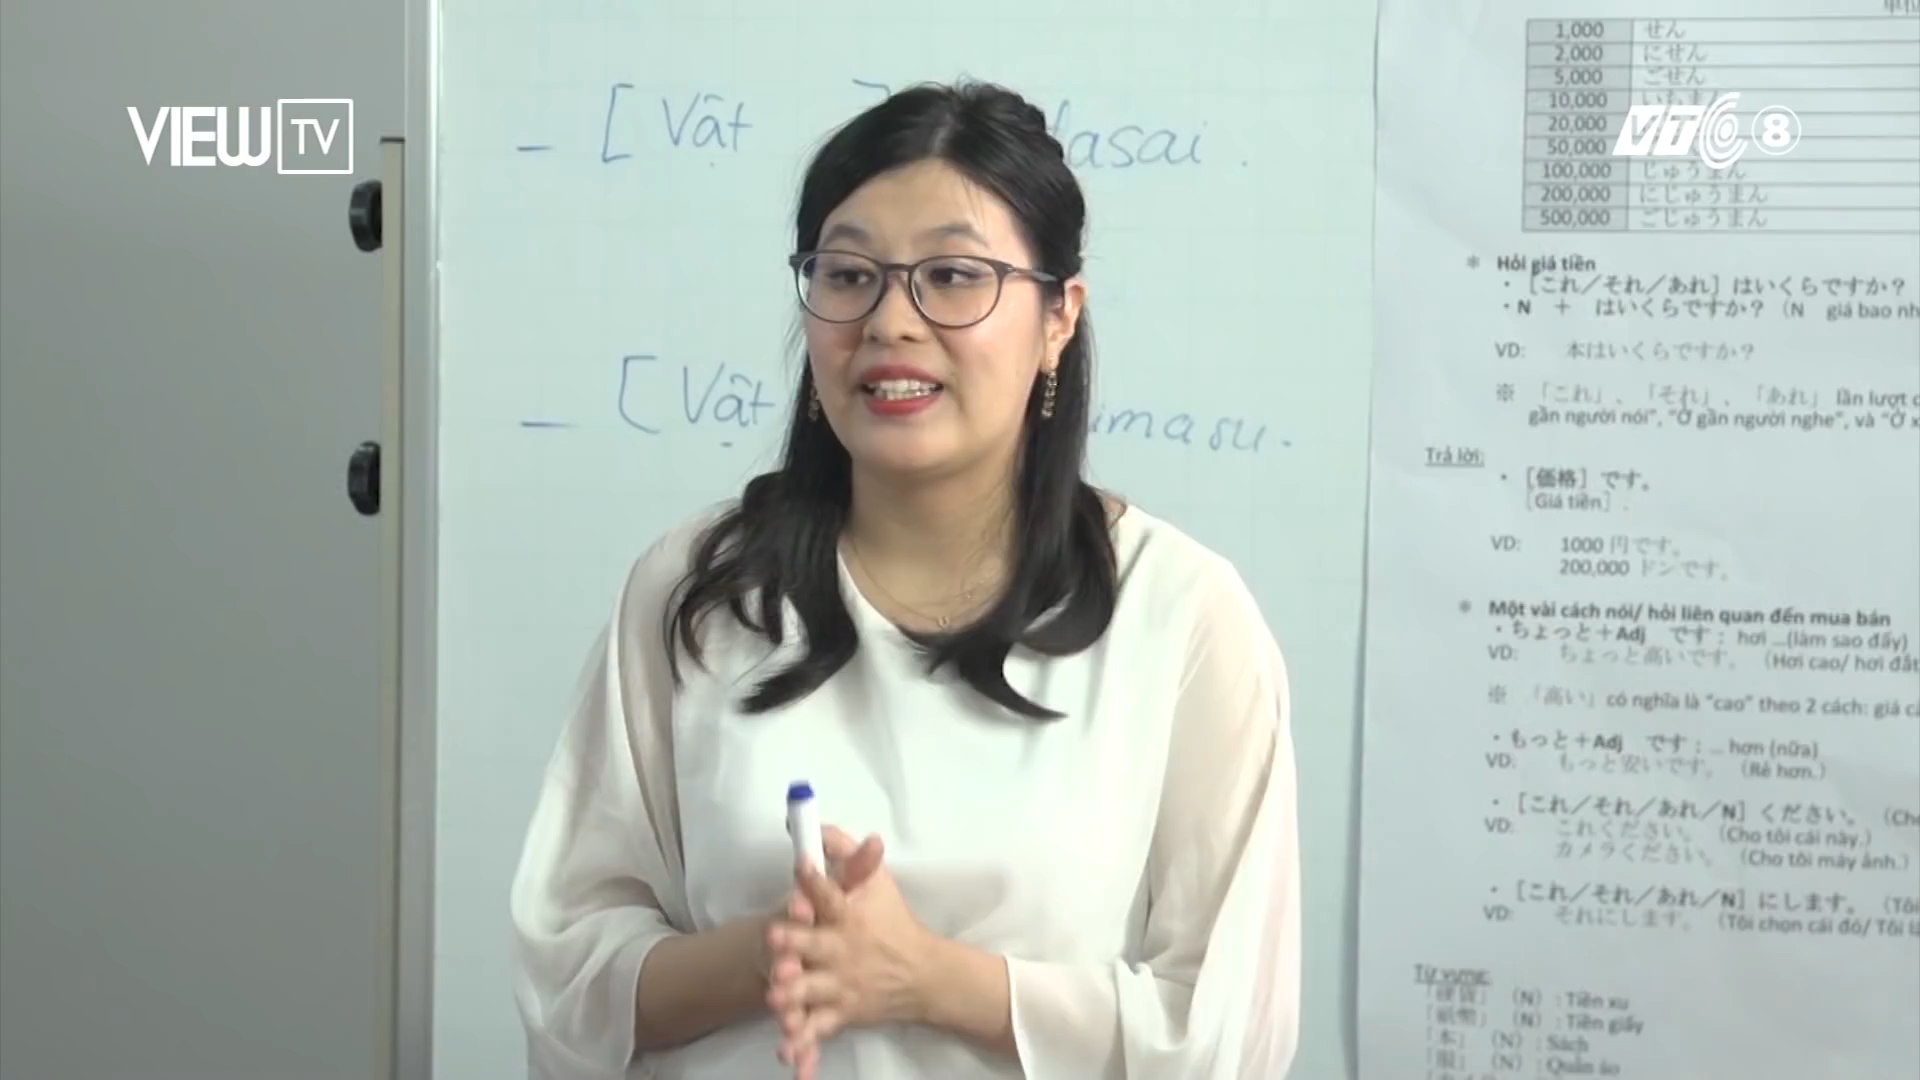 VIEW TV
VTC 8
- [Vật
dasai.
- [Vật
imasu.
1,000 せん
2,000 にせん
5,000 ごせん
10,000 いちまん
20,000
50,000
100,000 じゅうまん
200,000 にじゅうまん
500,000 ごじゅうまん
* Hỏi giá tiền
・[これ／それ／あれ] はいくらですか？
・N ＋ はいくらですか？ (N giá bao nh
VD: 本はいくらですか？
※ 「これ」、「それ」、「あれ」 lần lượt
gần người nói", "Ở gần người nghe", và "Ở x
Trả lời:
・[価格] です。
[Giá tiền].
VD: 1000 円です。
200,000 ドンです。
* Một vài cách nói/ hỏi liên quan đến mua bán
・ちょっと＋Adj です： hơi ...(làm sao đấy)
VD: ちょっと高いです。 (Hơi cao/ hơi đắt
※ 「高い」có nghĩa là "cao" theo 2 cách: giá
・もっと＋Adj です： ... hơn (nữa)
VD: もっと安いです。 (Rẻ hơn.)
・[これ／それ／あれ／N] ください。 (Cho
VD: これください。 (Cho tôi cái này.)
カメラください。 (Cho tôi máy ảnh.)
・[これ／それ／あれ／N] にします。 (Tôi
VD: それにします。 (Tôi chọn cái đó/ Tôi
Từ vựng:
「硬貨」 (N) : Tiền xu
「紙幣」 (N) : Tiền giấy
「本」 (N) : Sách
「服」 (N) : Quần áo